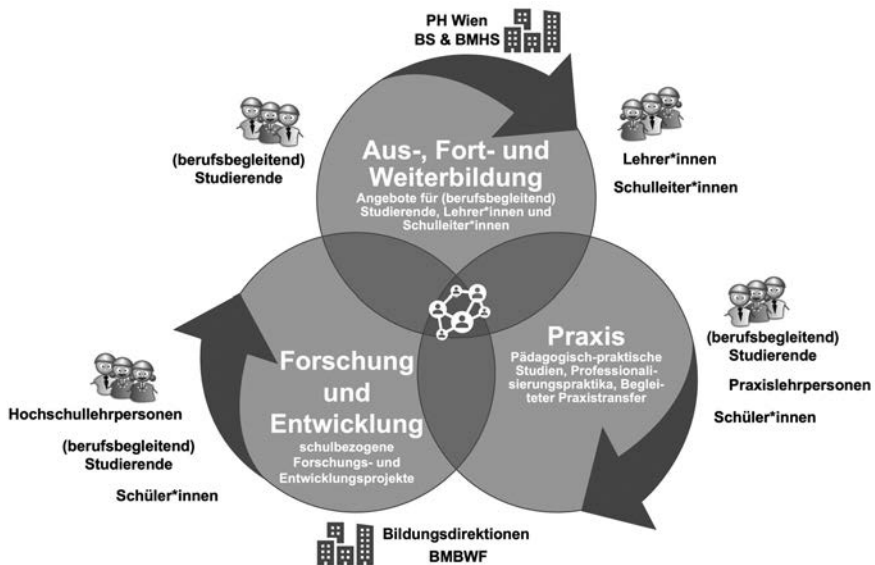 PH Wien
BS & BMHS
(berufsbegleitend)
Studierende
Lehrer*innen
Schulleiter*innen
Aus-, Fort- und
Weiterbildung
Angebote für (berufsbegleitend)
Studierende, Lehrer*innen und
Schulleiter*innen
Praxis
Pädagogisch-praktische
Studien, Professionali-
sierungspraktika, Beglei-
teter Praxistransfer
(berufsbegleitend)
Studierende
Praxislehrpersonen
Schüler*innen
Forschung
und
Entwicklung
schulbezogene
Forschungs- und
Entwicklungsprojekte
Hochschullehrpersonen
(berufsbegleitend)
Studierende
Schüler*innen
Bildungsdirektionen
BMBWF